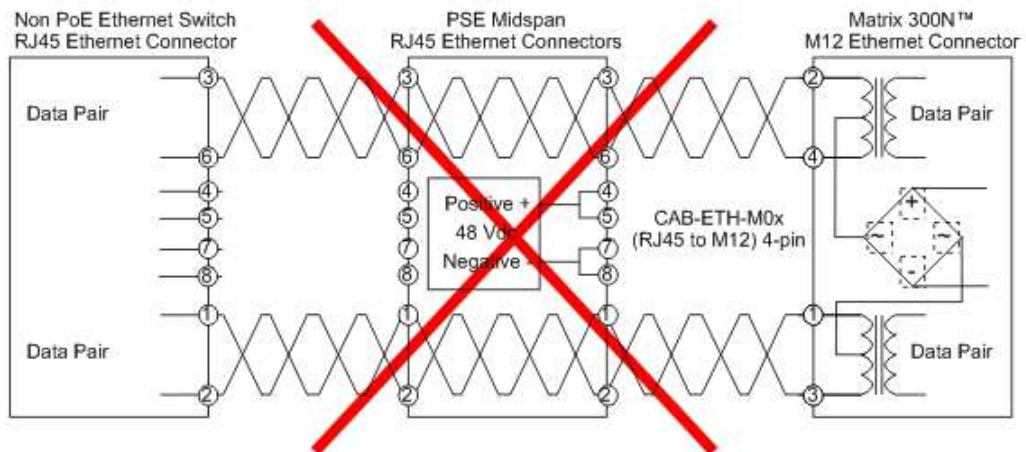 Non PoE Ethernet Switch
RJ45 Ethernet Connector
PSE Midspan
RJ45 Ethernet Connectors
Matrix 300N™
M12 Ethernet Connector
3
3
3
2
Data Pair
Data Pair
6
6
6
4
4
4
4
Positive +
5
5
5
48 Vdc
CAB-ETH-M0x
(RJ45 to M12) 4-pin
+
~
~
-
7
7
7
Negative -
8
8
8
1
1
1
1
Data Pair
Data Pair
2
2
2
3